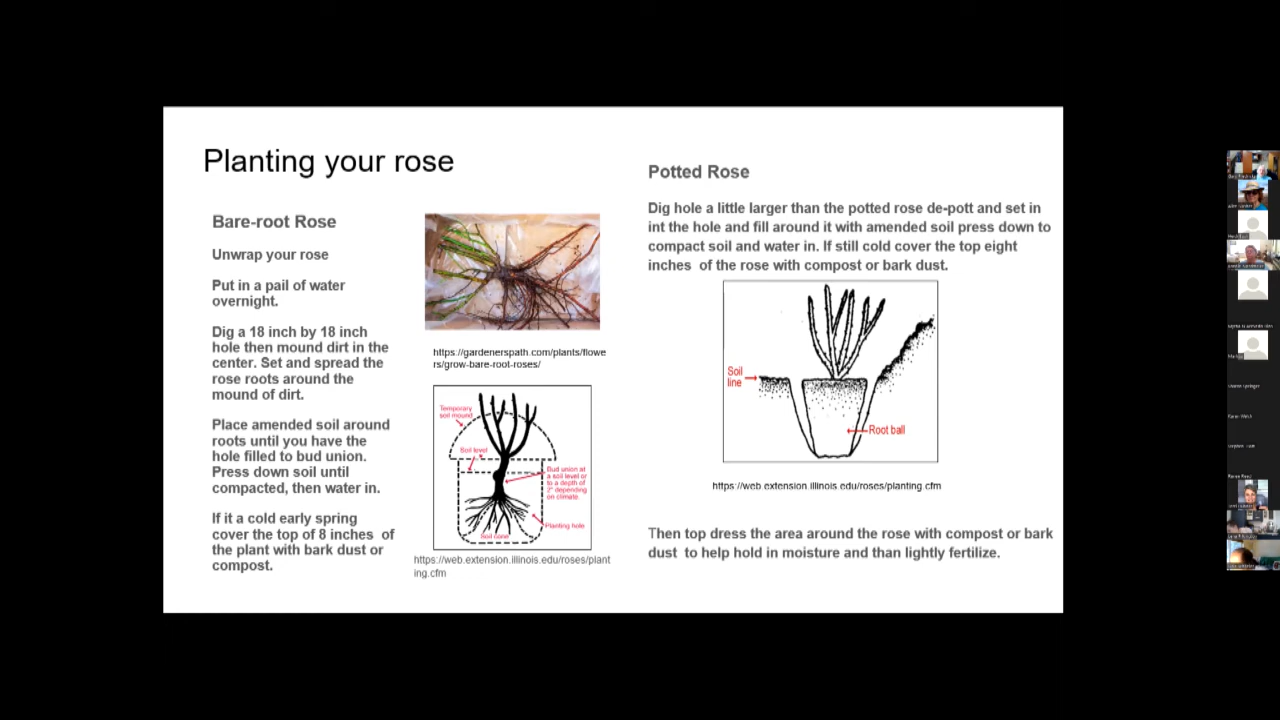 Planting your rose
Bare-root Rose
Unwrap your rose
Put in a pail of water
overnight.
Dig a 18 inch by 18 inch
hole then mound dirt in the
center. Set and spread the
rose roots around the
mound of dirt.
Place amended soil around
roots until you have the
hole filled to bud union.
Press down soil until
compacted, then water in.
If it a cold early spring
cover the top of 8 inches of
the plant with bark dust or
compost.
https://gardenerspath.com/plants/flowe
rs/grow-bare-root-roses/
Temporary
soil mound
Soil level
Bud union at
a soil level or
to a depth of
2" depending
on climate.
Planting hole
Soil cone
https://web.extension.illinois.edu/roses/plant
ing.cfm
Potted Rose
Dig hole a little larger than the potted rose de-pott and set in
int the hole and fill around it with amended soil press down to
compact soil and water in. If still cold cover the top eight
inches of the rose with compost or bark dust.
Soil
line
Root ball
https://web.extension.illinois.edu/roses/planting.cfm
Then top dress the area around the rose with compost or bark
dust to help hold in moisture and than lightly fertilize.